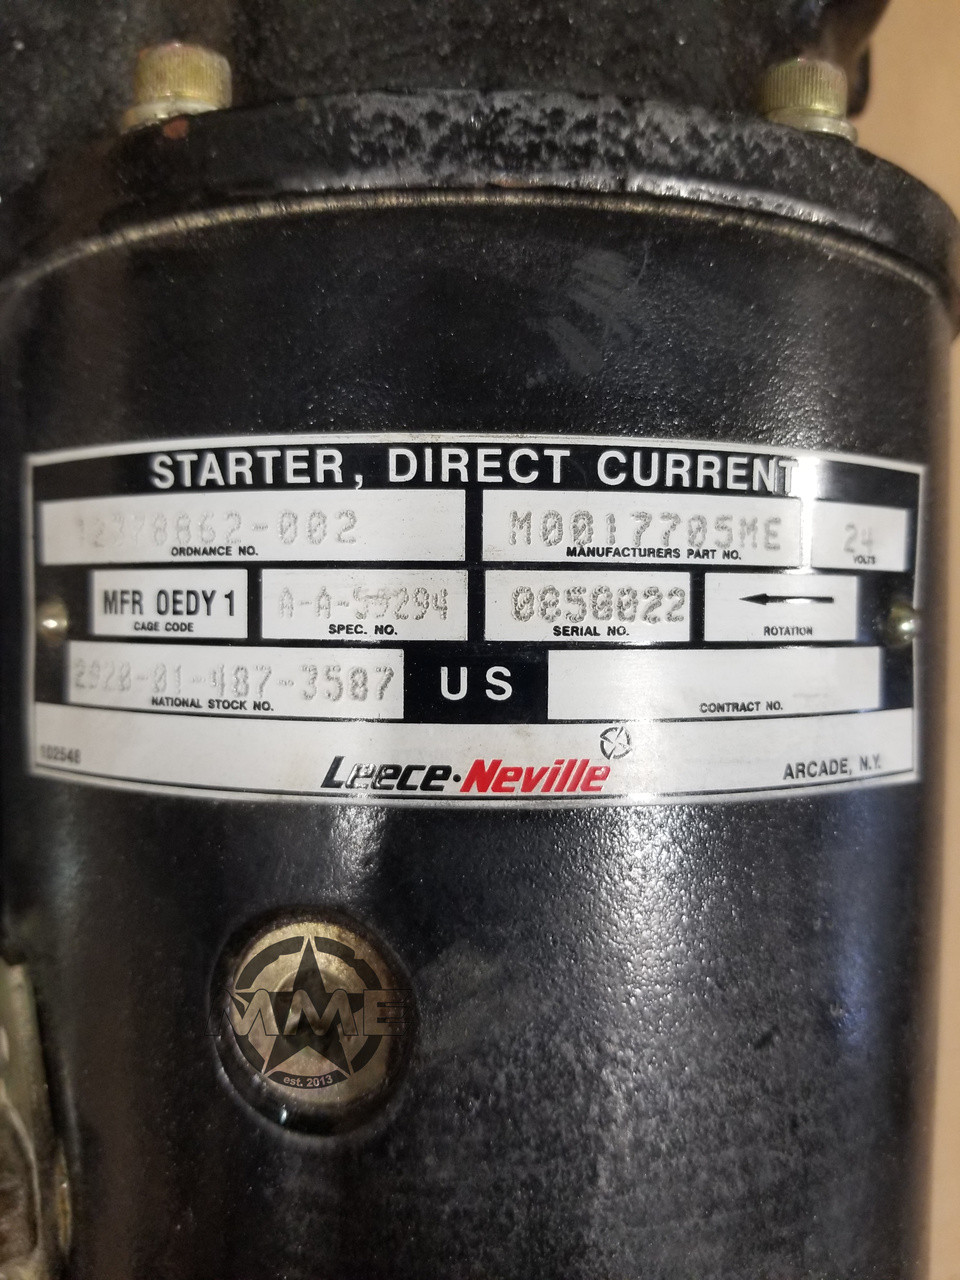 STARTER, DIRECT CURRENT
12378862-002 M0017705ME 24
ORDNANCE NO. MANUFACTURERS PART NO. VOLTS
MFR 0EDY1 A-A-59294 0850022
CAGE CODE SPEC. NO. SERIAL NO. ROTATION
2920-01-487-3587 US
NATIONAL STOCK NO. CONTRACT NO.
102548 Leece-Neville ARCADE, N.Y.
MME
est. 2013